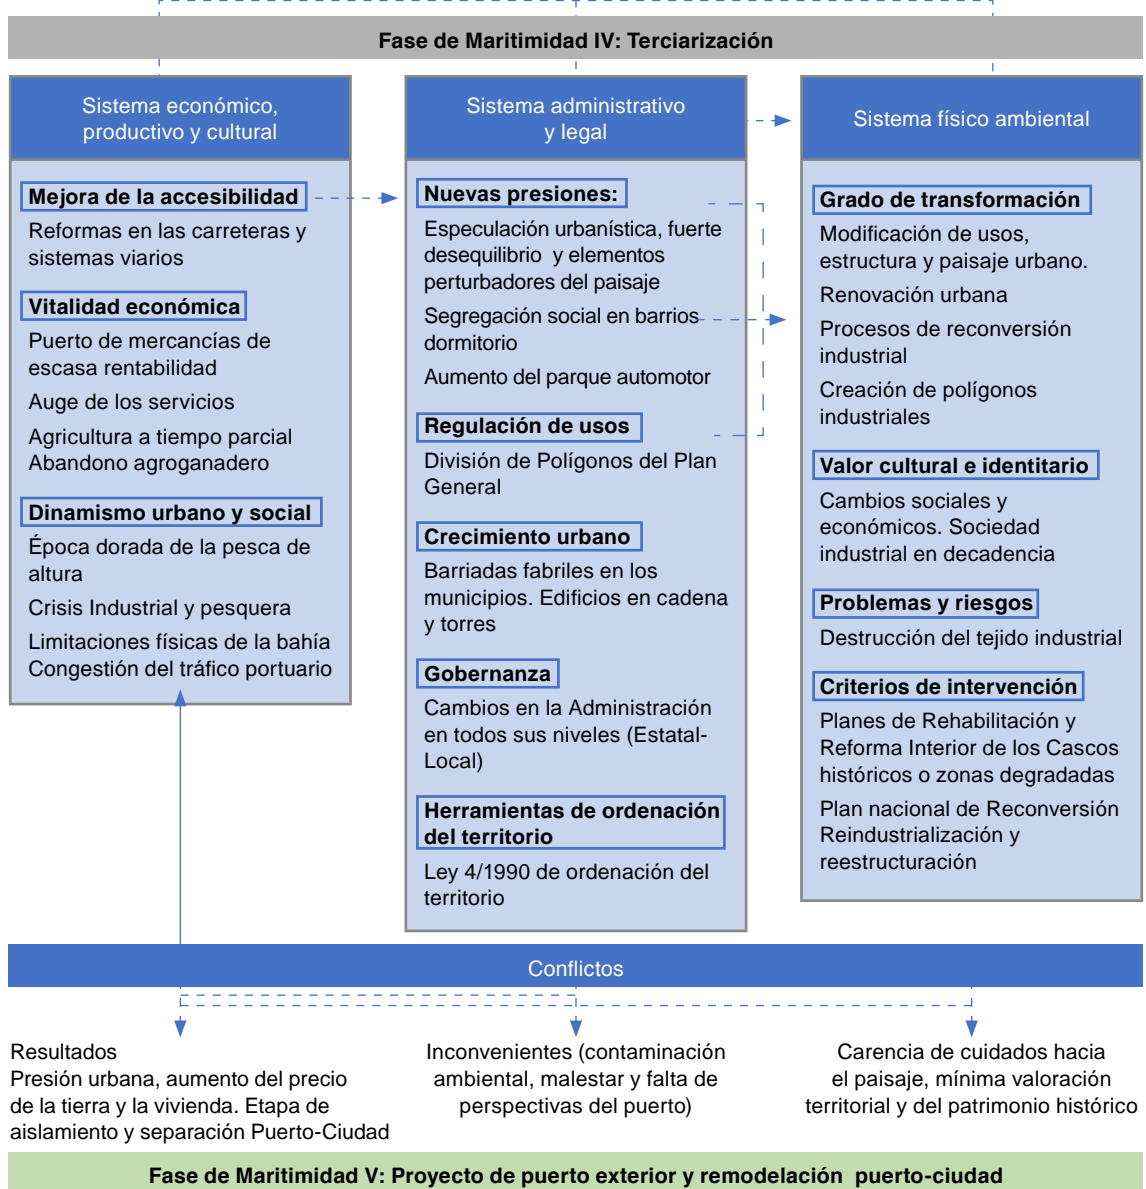 Fase de Maritimidad IV: Terciarización
Sistema económico,
productivo y cultural
Mejora de la accesibilidad
Reformas en las carreteras y
sistemas viarios
Vitalidad económica
Puerto de mercancías de
escasa rentabilidad
Auge de los servicios
Agricultura a tiempo parcial
Abandono agroganadero
Dinamismo urbano y social
Época dorada de la pesca de
altura
Crisis Industrial y pesquera
Limitaciones físicas de la bahía
Congestión del tráfico portuario
Sistema administrativo
y legal
Nuevas presiones:
Especulación urbanística, fuerte
desequilibrio y elementos
perturbadores del paisaje
Segregación social en barrios
dormitorio
Aumento del parque automotor
Regulación de usos
División de Polígonos del Plan
General
Crecimiento urbano
Barriadas fabriles en los
municipios. Edificios en cadena
y torres
Gobernanza
Cambios en la Administración
en todos sus niveles (Estatal-
Local)
Herramientas de ordenación
del territorio
Ley 4/1990 de ordenación del
territorio
Sistema físico ambiental
Grado de transformación
Modificación de usos,
estructura y paisaje urbano.
Renovación urbana
Procesos de reconversión
industrial
Creación de polígonos
industriales
Valor cultural e identitario
Cambios sociales y
económicos. Sociedad
industrial en decadencia
Problemas y riesgos
Destrucción del tejido industrial
Criterios de intervención
Planes de Rehabilitación y
Reforma Interior de los Cascos
históricos o zonas degradadas
Plan nacional de Reconversión
Reindustrialización y
reestructuración
Conflictos
Resultados
Presión urbana, aumento del precio
de la tierra y la vivienda. Etapa de
aislamiento y separación Puerto-Ciudad
Inconvenientes (contaminación
ambiental, malestar y falta de
perspectivas del puerto)
Carencia de cuidados hacia
el paisaje, mínima valoración
territorial y del patrimonio histórico
Fase de Maritimidad V: Proyecto de puerto exterior y remodelación puerto-ciudad